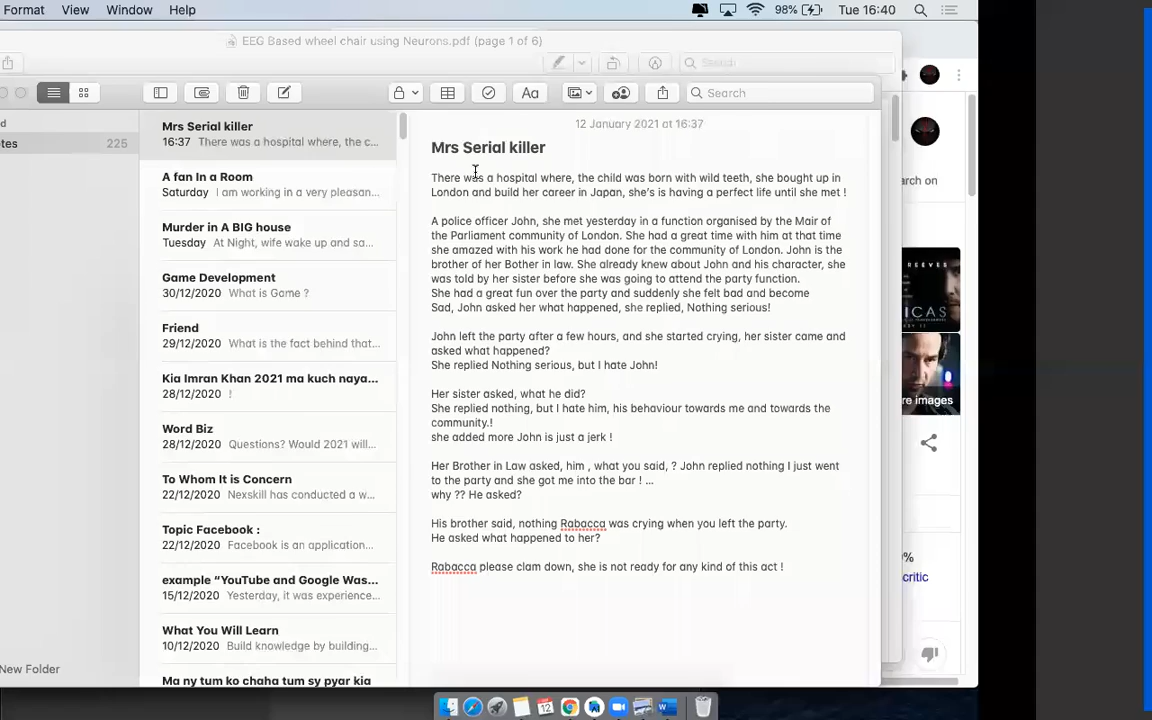 Format View Window Help 98% Tue 16:40
EEG Based wheel chair using Neurons.pdf (page 1 of 6)
Search
Aa Search
225
Mrs Serial killer
16:37 There was a hospital where, the c...
A fan In a Room
Saturday I am working in a very pleasan...
Murder in A BIG house
Tuesday At Night, wife wake up and sa...
Game Development
30/12/2020 What is Game ?
Friend
29/12/2020 What is the fact behind that...
Kia Imran Khan 2021 ma kuch naya...
28/12/2020 !
Word Biz
28/12/2020 Questions? Would 2021 will...
To Whom It is Concern
22/12/2020 Nexskill has conducted a w...
Topic Facebook :
22/12/2020 Facebook is an application...
example “YouTube and Google Was...
15/12/2020 Yesterday, it was experience...
What You Will Learn
10/12/2020 Build knowledge by building...
Ma ny tum ko chaha tum sy pyar kia
New Folder
12 January 2021 at 16:37
Mrs Serial killer
There was a hospital where, the child was born with wild teeth, she bought up in
London and build her career in Japan, she’s is having a perfect life until she met !
A police officer John, she met yesterday in a function organised by the Mair of
the Parliament community of London. She had a great time with him at that time
she amazed with his work he had done for the community of London. John is the
brother of her Bother in law. She already knew about John and his character, she
was told by her sister before she was going to attend the party function.
She had a great fun over the party and suddenly she felt bad and become
Sad, John asked her what happened, she replied, Nothing serious!
John left the party after a few hours, and she started crying, her sister came and
asked what happened?
She replied Nothing serious, but I hate John!
Her sister asked, what he did?
She replied nothing, but I hate him, his behaviour towards me and towards the
community.!
she added more John is just a jerk !
Her Brother in Law asked, him , what you said, ? John replied nothing I just went
to the party and she got me into the bar ! ...
why ?? He asked?
His brother said, nothing Rabacca was crying when you left the party.
He asked what happened to her?
Rabacca please clam down, she is not ready for any kind of this act !
arch on
REEVES
ICAS
re images
%
critic
12